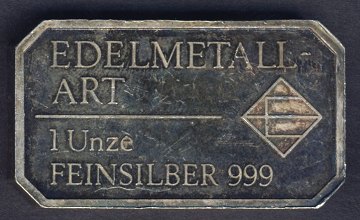 EDELMETALL-
ART
1 Unze
FEINSILBER 999